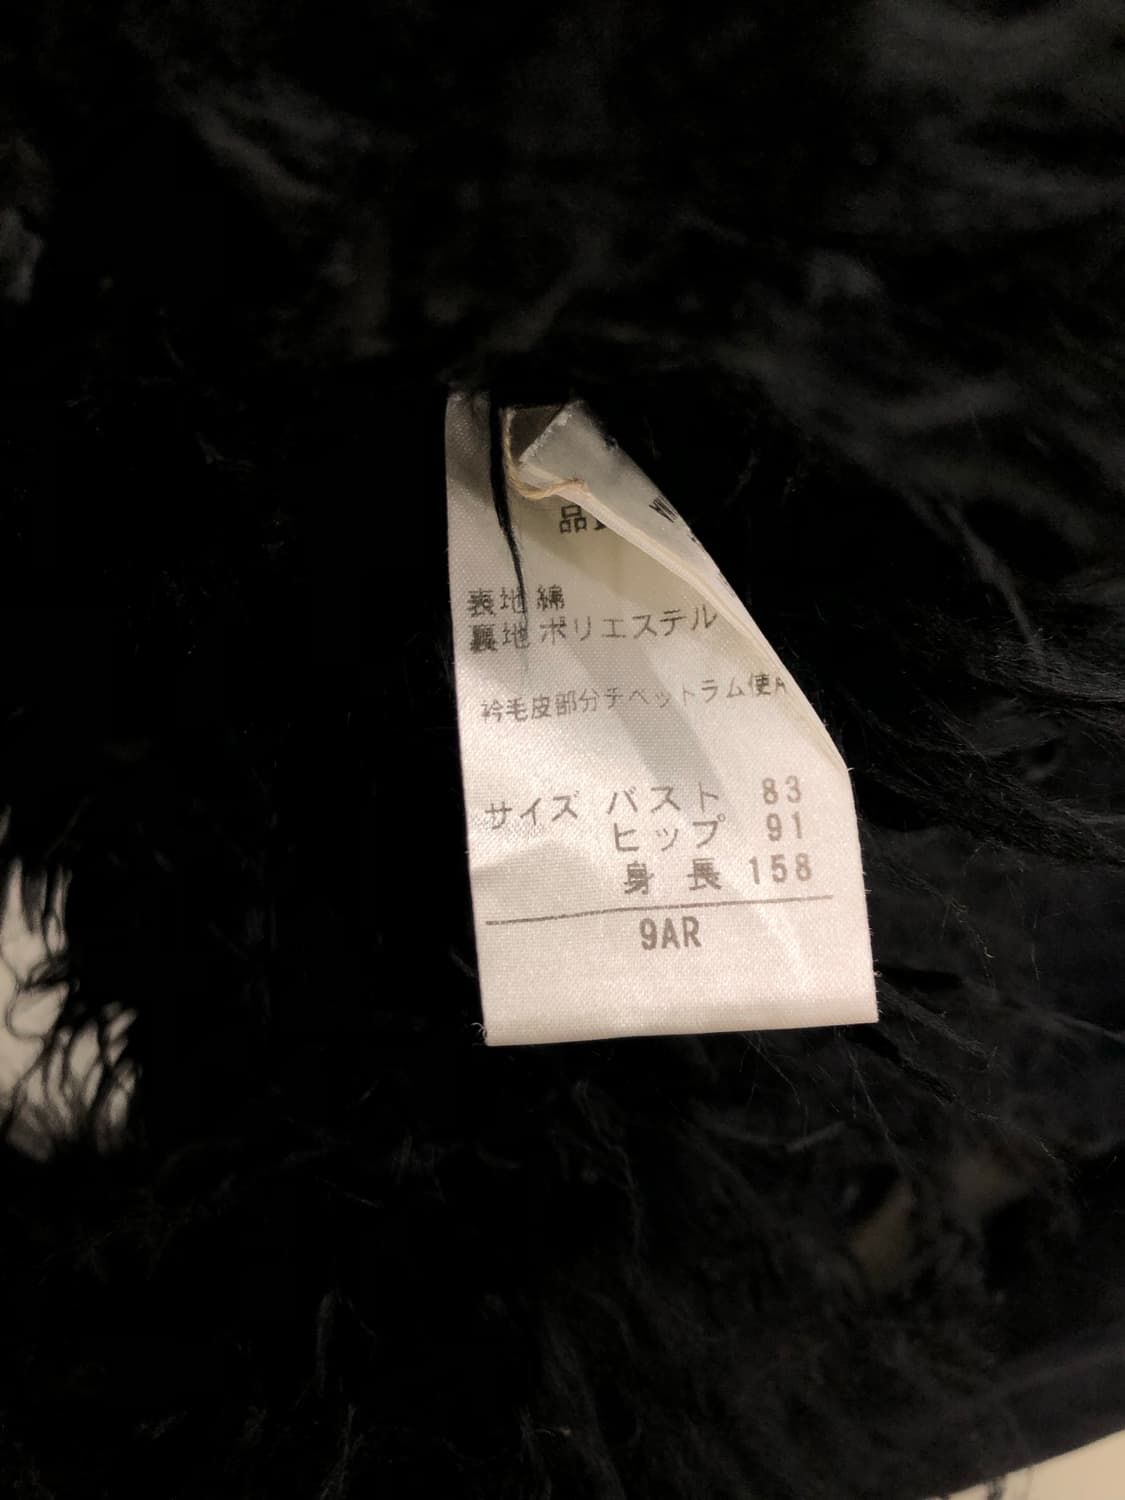 品
表地 綿
裏地 ポリエステル
衿毛皮部分チベットラム使
サイズ バスト 83
ヒップ 91
身長 158
9AR